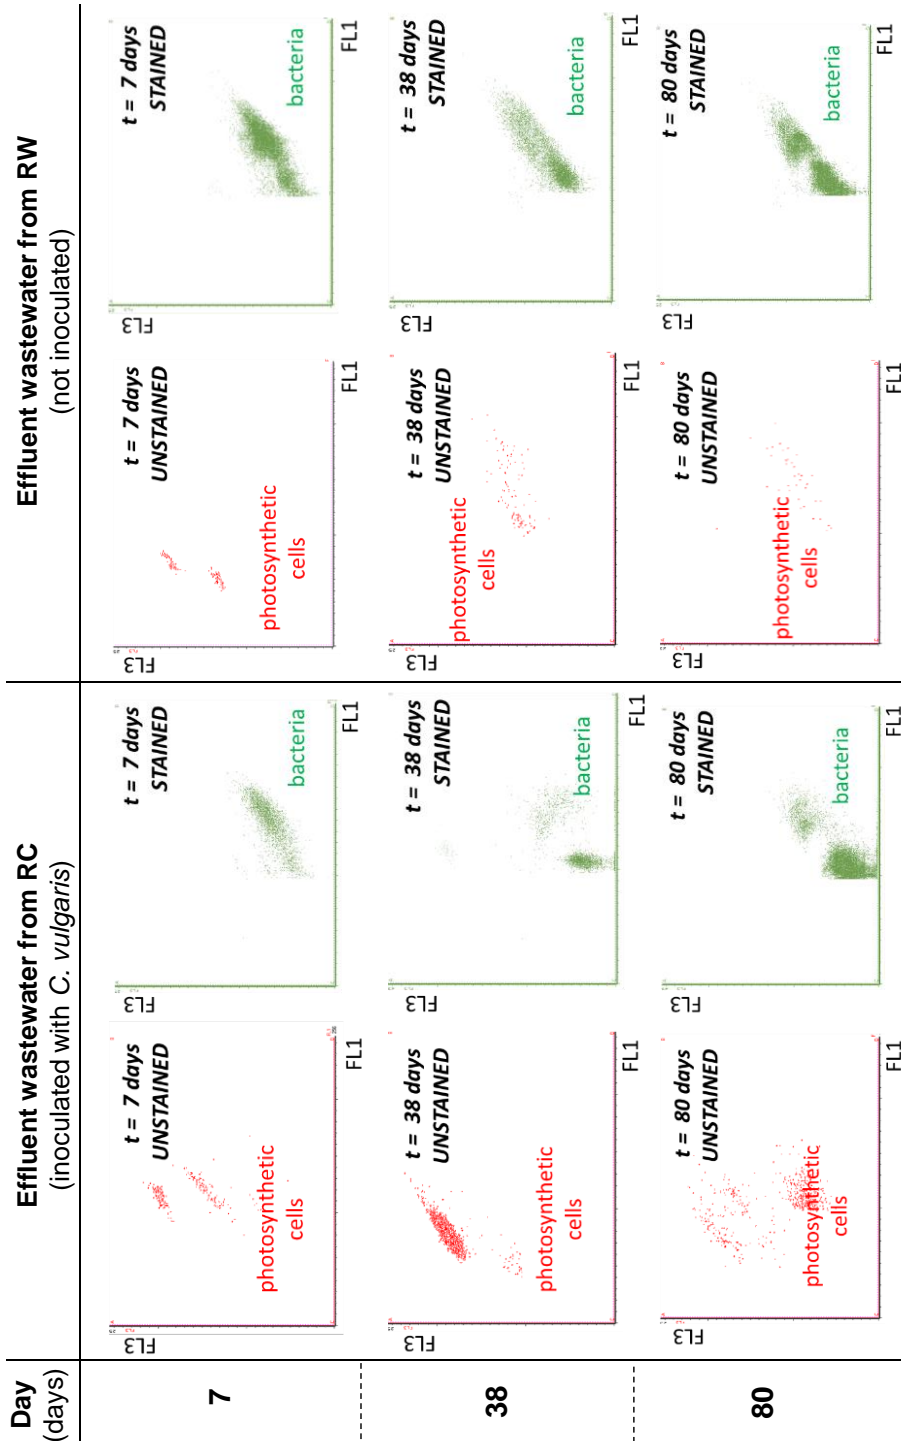 Day
(days)
Effluent wastewater from RC
(inoculated with C. vulgaris)
Effluent wastewater from RW
(not inoculated)
7
FL3
t = 7 days
UNSTAINED
photosynthetic
cells
FL1
FL3
t = 7 days
STAINED
bacteria
FL1
FL3
t = 7 days
UNSTAINED
photosynthetic
cells
FL1
FL3
t = 7 days
STAINED
bacteria
FL1
38
FL3
t = 38 days
UNSTAINED
photosynthetic
cells
FL1
FL3
t = 38 days
STAINED
bacteria
FL1
FL3
t = 38 days
UNSTAINED
photosynthetic
cells
FL1
FL3
t = 38 days
STAINED
bacteria
FL1
80
FL3
t = 80 days
UNSTAINED
photosynthetic
cells
FL1
FL3
t = 80 days
STAINED
bacteria
FL1
FL3
t = 80 days
UNSTAINED
photosynthetic
cells
FL1
FL3
t = 80 days
STAINED
bacteria
FL1